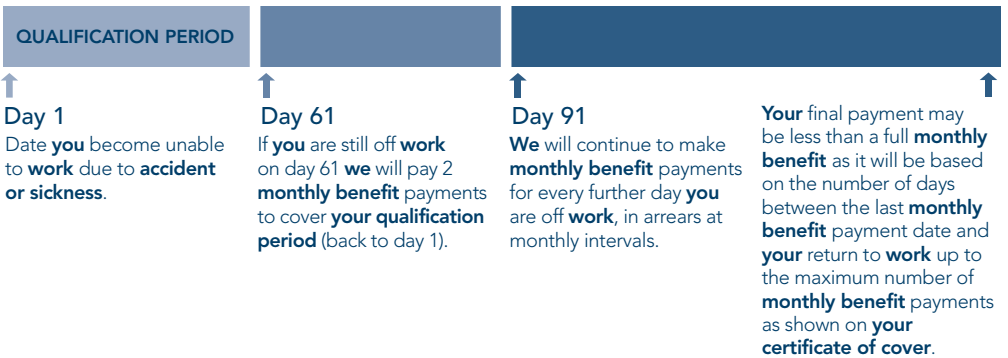 QUALIFICATION PERIOD
Day 1
Date you become unable
to work due to accident
or sickness.
Day 61
If you are still off work
on day 61 we will pay 2
monthly benefit payments
to cover your qualification
period (back to day 1).
Day 91
We will continue to make
monthly benefit payments
for every further day you
are off work, in arrears at
monthly intervals.
Your final payment may
be less than a full monthly
benefit as it will be based
on the number of days
between the last monthly
benefit payment date and
your return to work up to
the maximum number of
monthly benefit payments
as shown on your
certificate of cover.